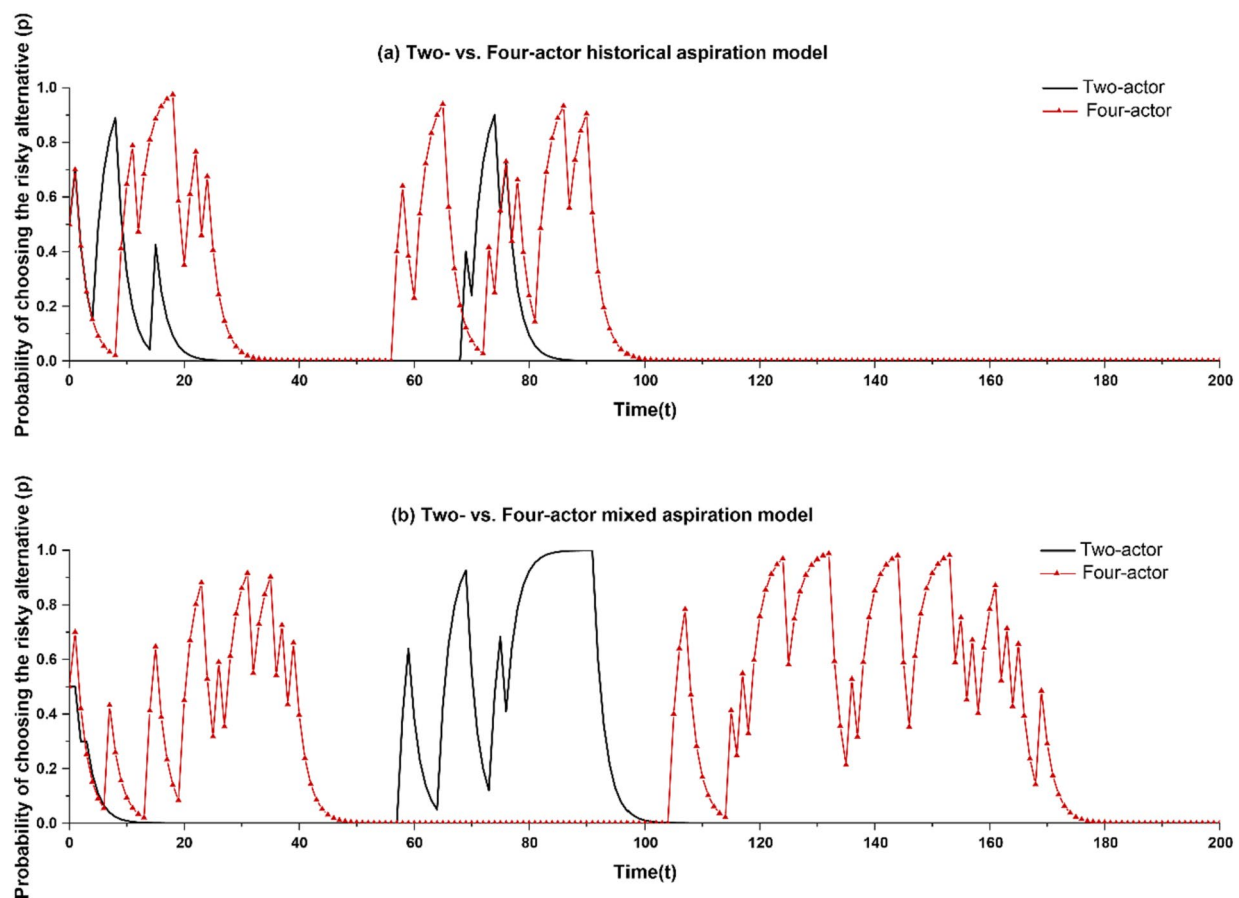 (a) Two- vs. Four-actor historical aspiration model
Two-actor
Four-actor
Probability of choosing the risky alternative (p)
1.0
0.8
0.6
0.4
0.2
0.0
0 20 40 60 80 100 120 140 160 180 200
Time(t)
(b) Two- vs. Four-actor mixed aspiration model
Two-actor
Four-actor
Probability of choosing the risky alternative (p)
1.0
0.8
0.6
0.4
0.2
0.0
0 20 40 60 80 100 120 140 160 180 200
Time(t)